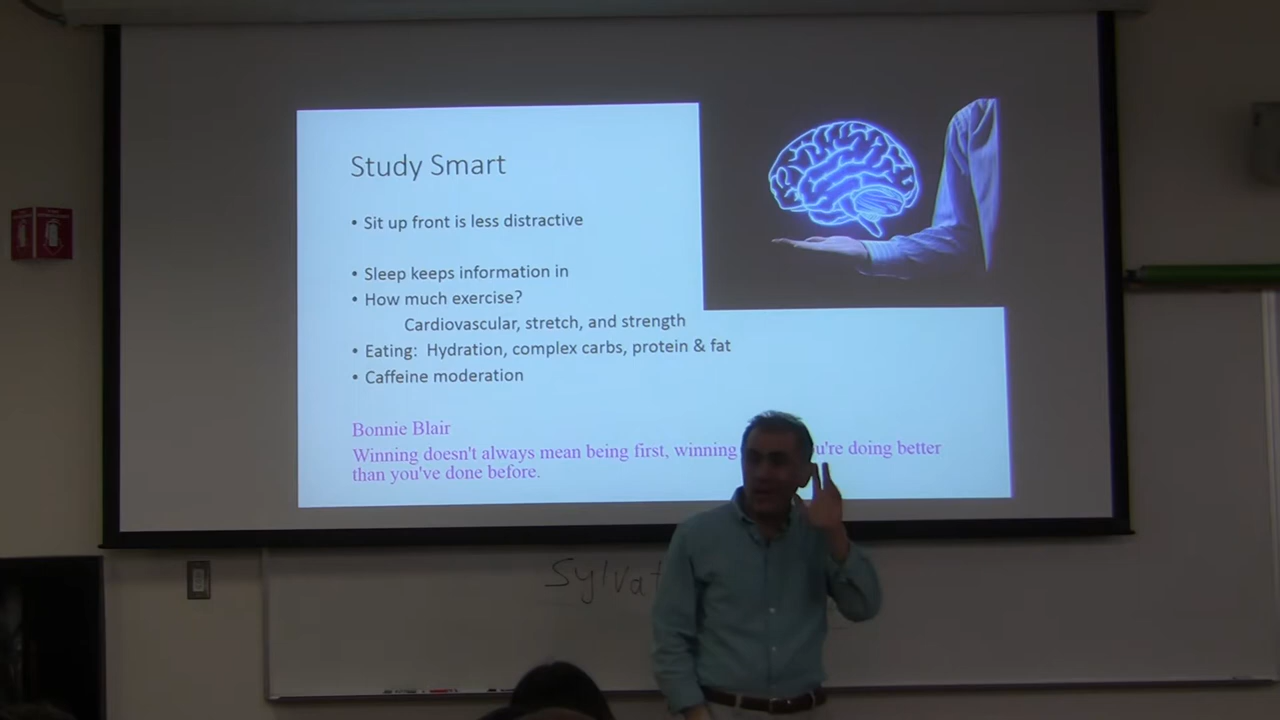 Study Smart
• Sit up front is less distractive
• Sleep keeps information in
• How much exercise?
Cardiovascular, stretch, and strength
• Eating: Hydration, complex carbs, protein & fat
• Caffeine moderation
Bonnie Blair
Winning doesn't always mean being first, winning u're doing better
than you've done before.
Sylvat